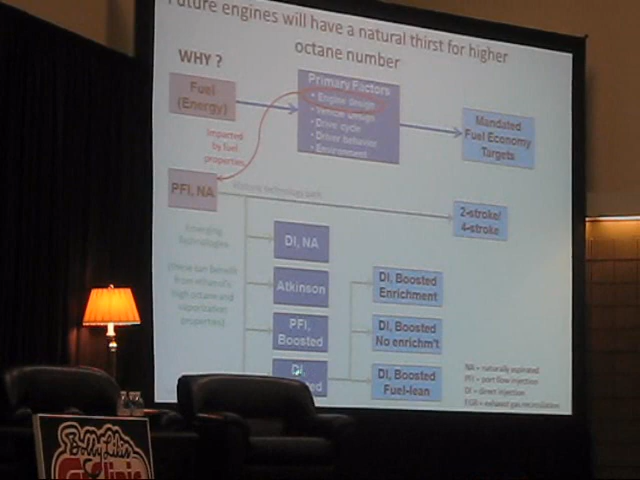 Future engines will have a natural thirst for higher
octane number
WHY ?
Fuel
(Energy)
Primary Factors
• Engine design
• Vehicle design
• Drive cycle
• Driver behavior
• Environment
Mandated
Fuel Economy
Targets
Impacted
by fuel
properties
PFI, NA
Historic technology path
2-stroke/
4-stroke
Emerging
technologies
(these can benefit
from ethanol's
high octane and
vaporization
properties)
DI, NA
Atkinson
PFI,
Boosted
DI,
DI, Boosted
Enrichment
DI, Boosted
No enrichm't
DI, Boosted
Fuel-lean
NA = naturally aspirated
PFI = port fuel injection
DI = direct injection
EGR = exhaust gas recirculation